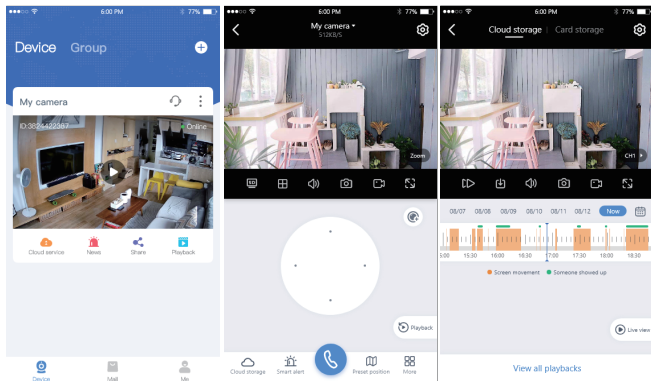 6:00 PM
77%
Device Group
My camera
ID:3624422367
Online
Cloud service
News
Share
Playback
Device
Mall
Me
6:00 PM
77%
My camera
512KB/S
Zoom
Playback
Cloud storage
Smart alert
Preset position
More
6:00 PM
77%
Cloud storage | Card storage
CH1
08/07 08/08 08/09 08/10 08/11 08/12 Now
5:00 15:30 16:00 16:30 17:00 17:30 18:00 18:30
Screen movement Someone showed up
Live view
View all playbacks